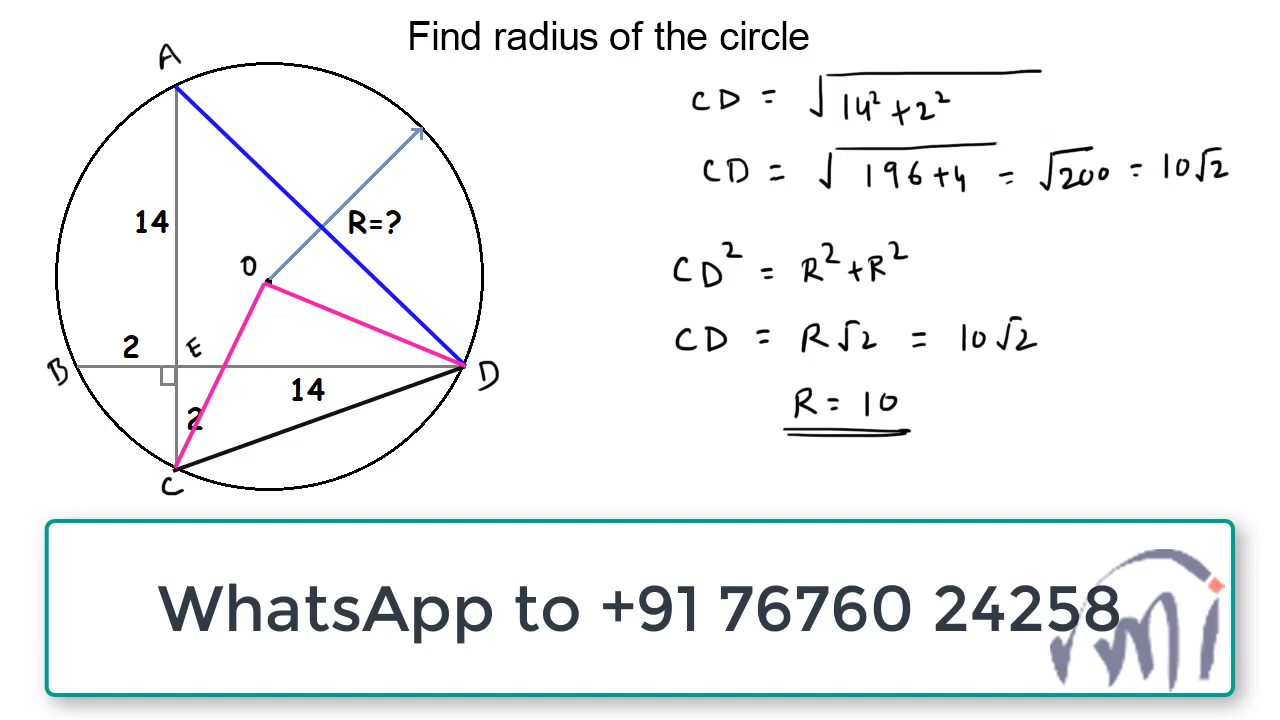 Find radius of the circle
A
CD = √14² + 2²
CD = √196+4 = √200 = 10√2
14
R=?
O
CD² = R² + R²
2
E
CD = R√2 = 10√2
B
D
14
R = 10
2
C
WhatsApp to +91 76760 24258
rmi